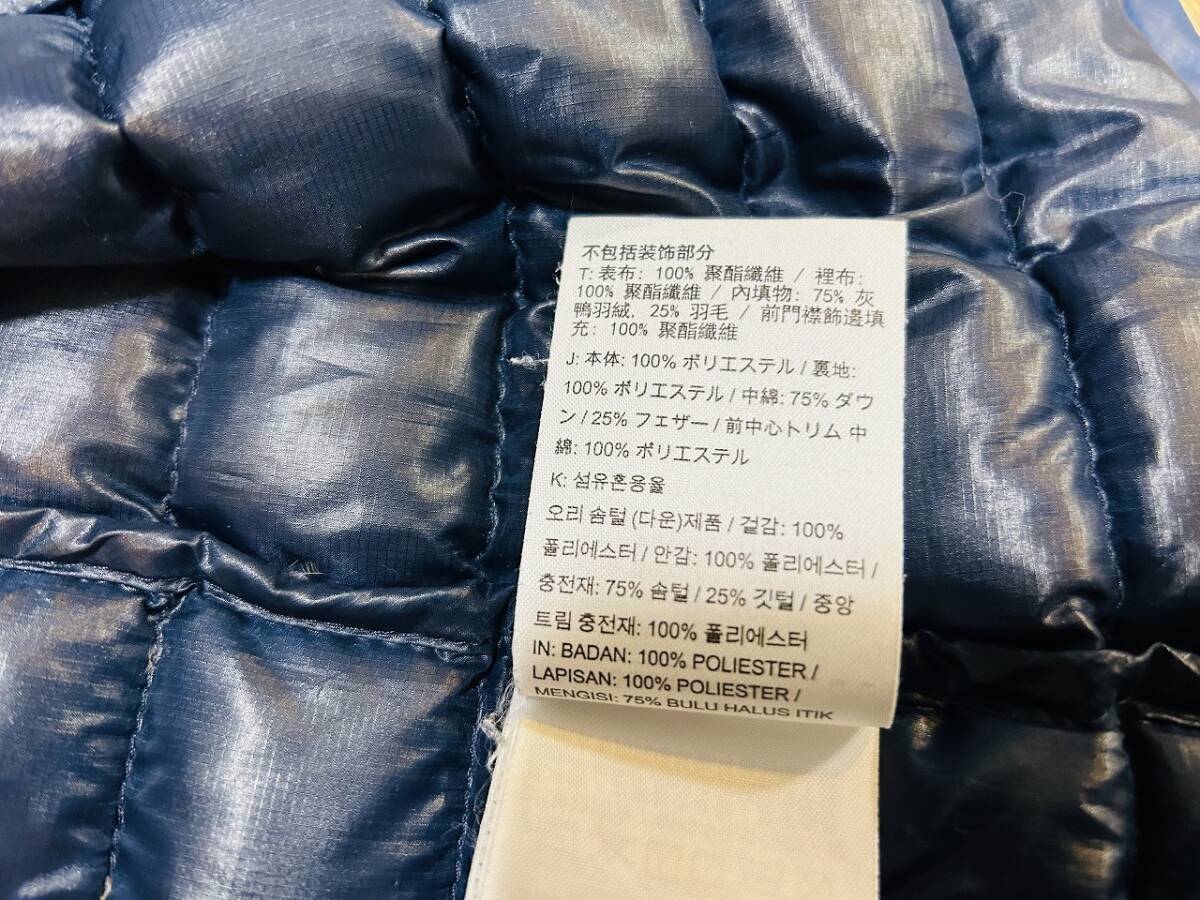 不包括装饰部分
T: 表布: 100% 聚酯纖維 / 裡布:
100% 聚酯纖維 / 內填物: 75% 灰
鴨羽絨, 25% 羽毛 / 前門襟飾邊填
充: 100% 聚酯纖維
J: 本体: 100% ポリエステル / 裏地:
100% ポリエステル / 中綿: 75% ダウ
ン / 25% フェザー / 前中心トリム 中
綿: 100% ポリエステル
K: 섬유혼용율
오리 솜털 (다운)제품 / 겉감: 100%
폴리에스터 / 안감: 100% 폴리에스터 /
충전재: 75% 솜털 / 25% 깃털 / 중앙
트림 충전재: 100% 폴리에스터
IN: BADAN: 100% POLIESTER /
LAPISAN: 100% POLIESTER /
MENGISI: 75% BULU HALUS ITIK